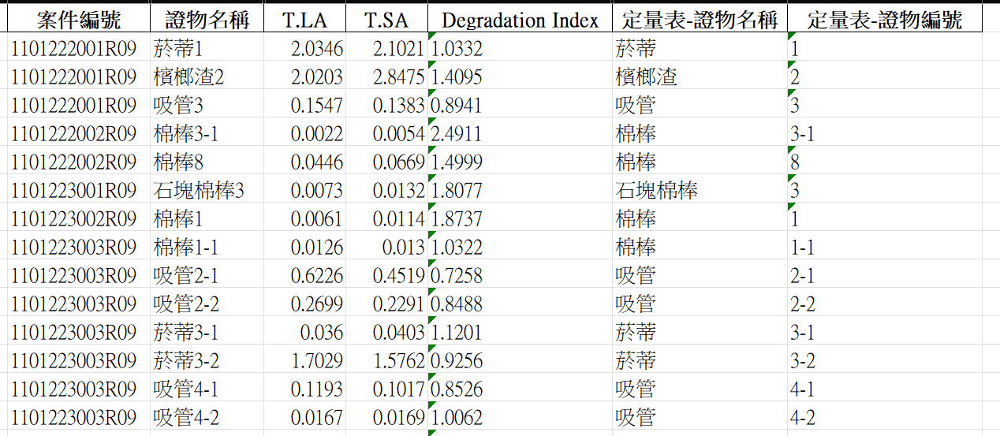 案件編號 證物名稱 T.LA T.SA Degradation Index 定量表-證物名稱 定量表-證物編號
1101222001R09 菸蒂1 2.0346 2.1021 1.0332 菸蒂 1
1101222001R09 檳榔渣2 2.0203 2.8475 1.4095 檳榔渣 2
1101222001R09 吸管3 0.1547 0.1383 0.8941 吸管 3
1101222002R09 棉棒3-1 0.0022 0.0054 2.4911 棉棒 3-1
1101222002R09 棉棒8 0.0446 0.0669 1.4999 棉棒 8
1101223001R09 石塊棉棒3 0.0073 0.0132 1.8077 石塊棉棒 3
1101223002R09 棉棒1 0.0061 0.0114 1.8737 棉棒 1
1101223003R09 棉棒1-1 0.0126 0.013 1.0322 棉棒 1-1
1101223003R09 吸管2-1 0.6226 0.4519 0.7258 吸管 2-1
1101223003R09 吸管2-2 0.2699 0.2291 0.8488 吸管 2-2
1101223003R09 菸蒂3-1 0.036 0.0403 1.1201 菸蒂 3-1
1101223003R09 菸蒂3-2 1.7029 1.5762 0.9256 菸蒂 3-2
1101223003R09 吸管4-1 0.1193 0.1017 0.8526 吸管 4-1
1101223003R09 吸管4-2 0.0167 0.0169 1.0062 吸管 4-2